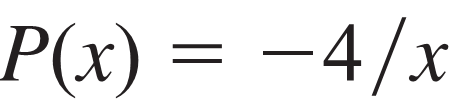 P(x) = −4/x